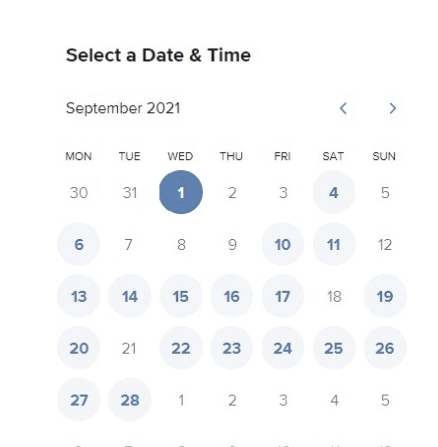 Select a Date & Time
September 2021
MON TUE WED THU FRI SAT SUN
30 31 1 2 3 4 5
6 7 8 9 10 11 12
13 14 15 16 17 18 19
20 21 22 23 24 25 26
27 28 1 2 3 4 5